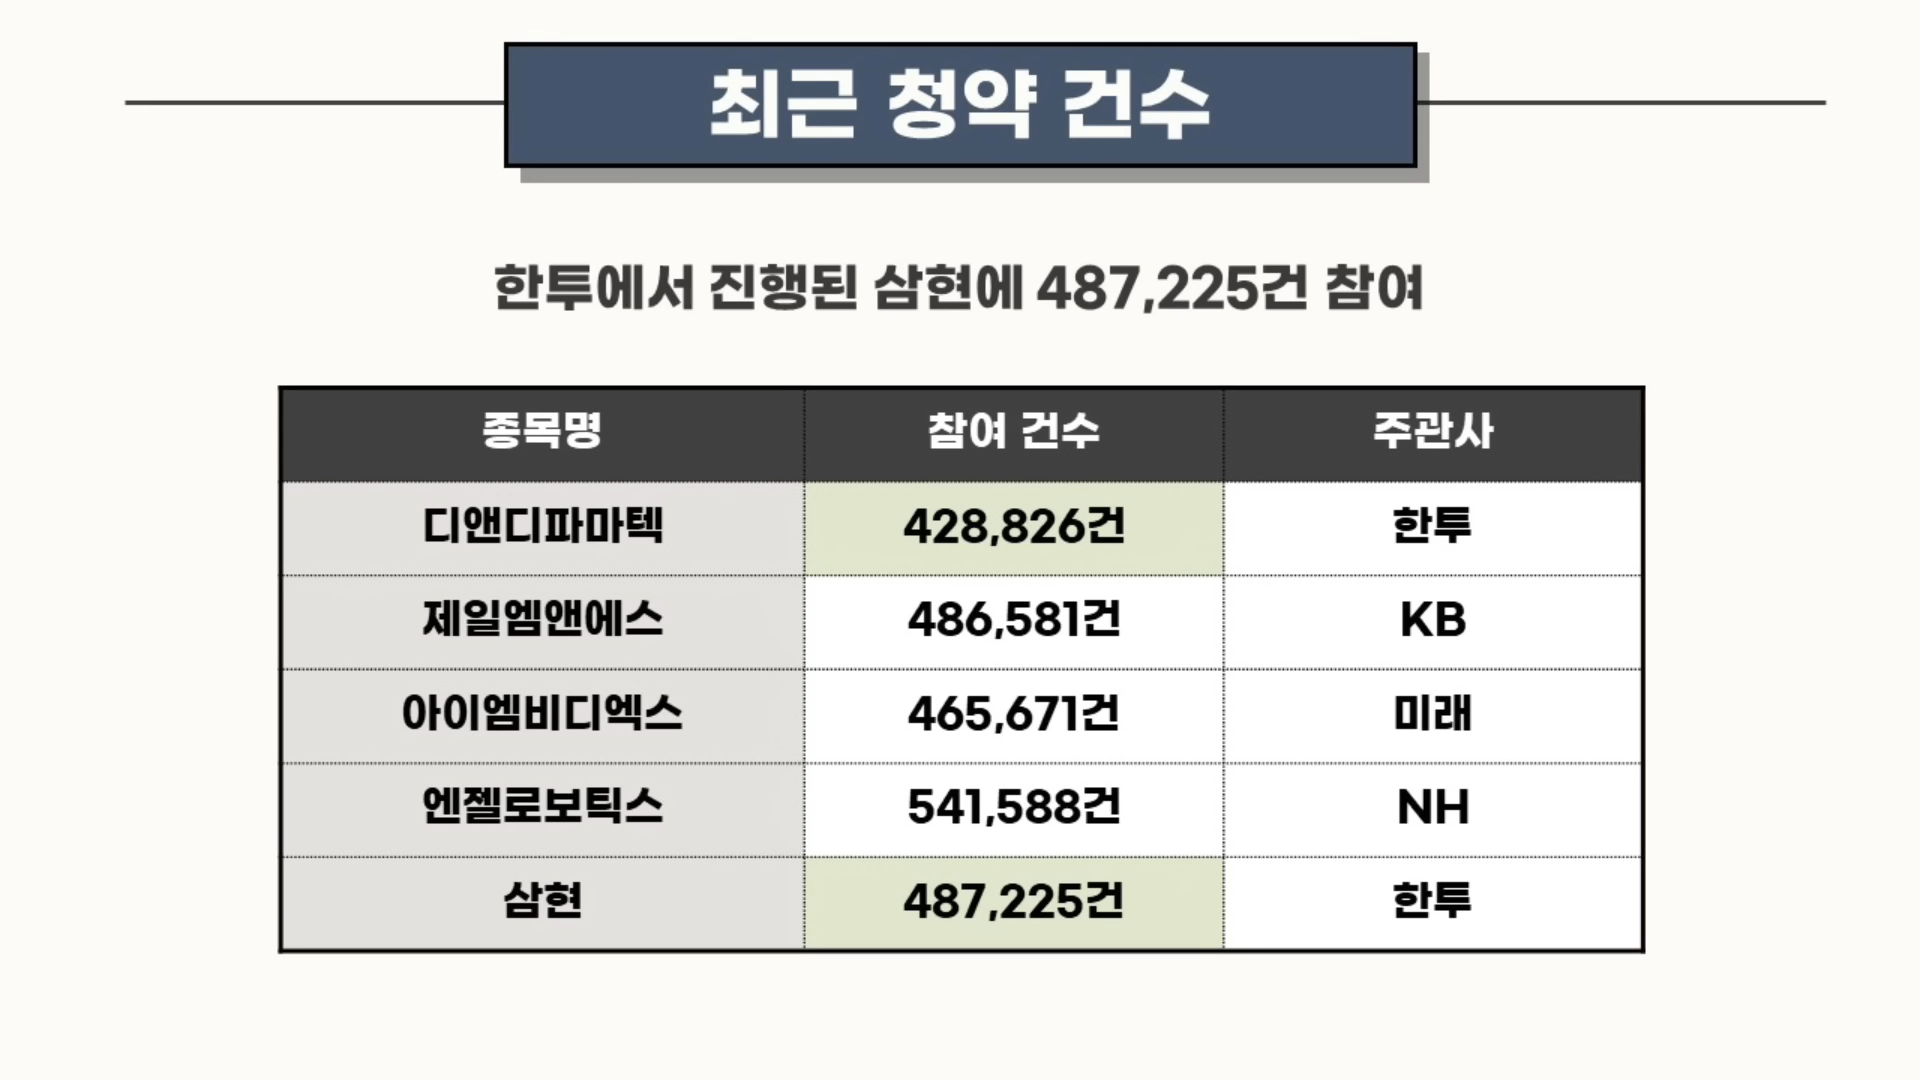 최근 청약 건수
한투에서 진행된 삼현에 487,225건 참여
종목명 참여 건수 주관사
디앤디파마텍 428,826건 한투
제일엠앤에스 486,581건 KB
아이엠비디엑스 465,671건 미래
엔젤로보틱스 541,588건 NH
삼현 487,225건 한투